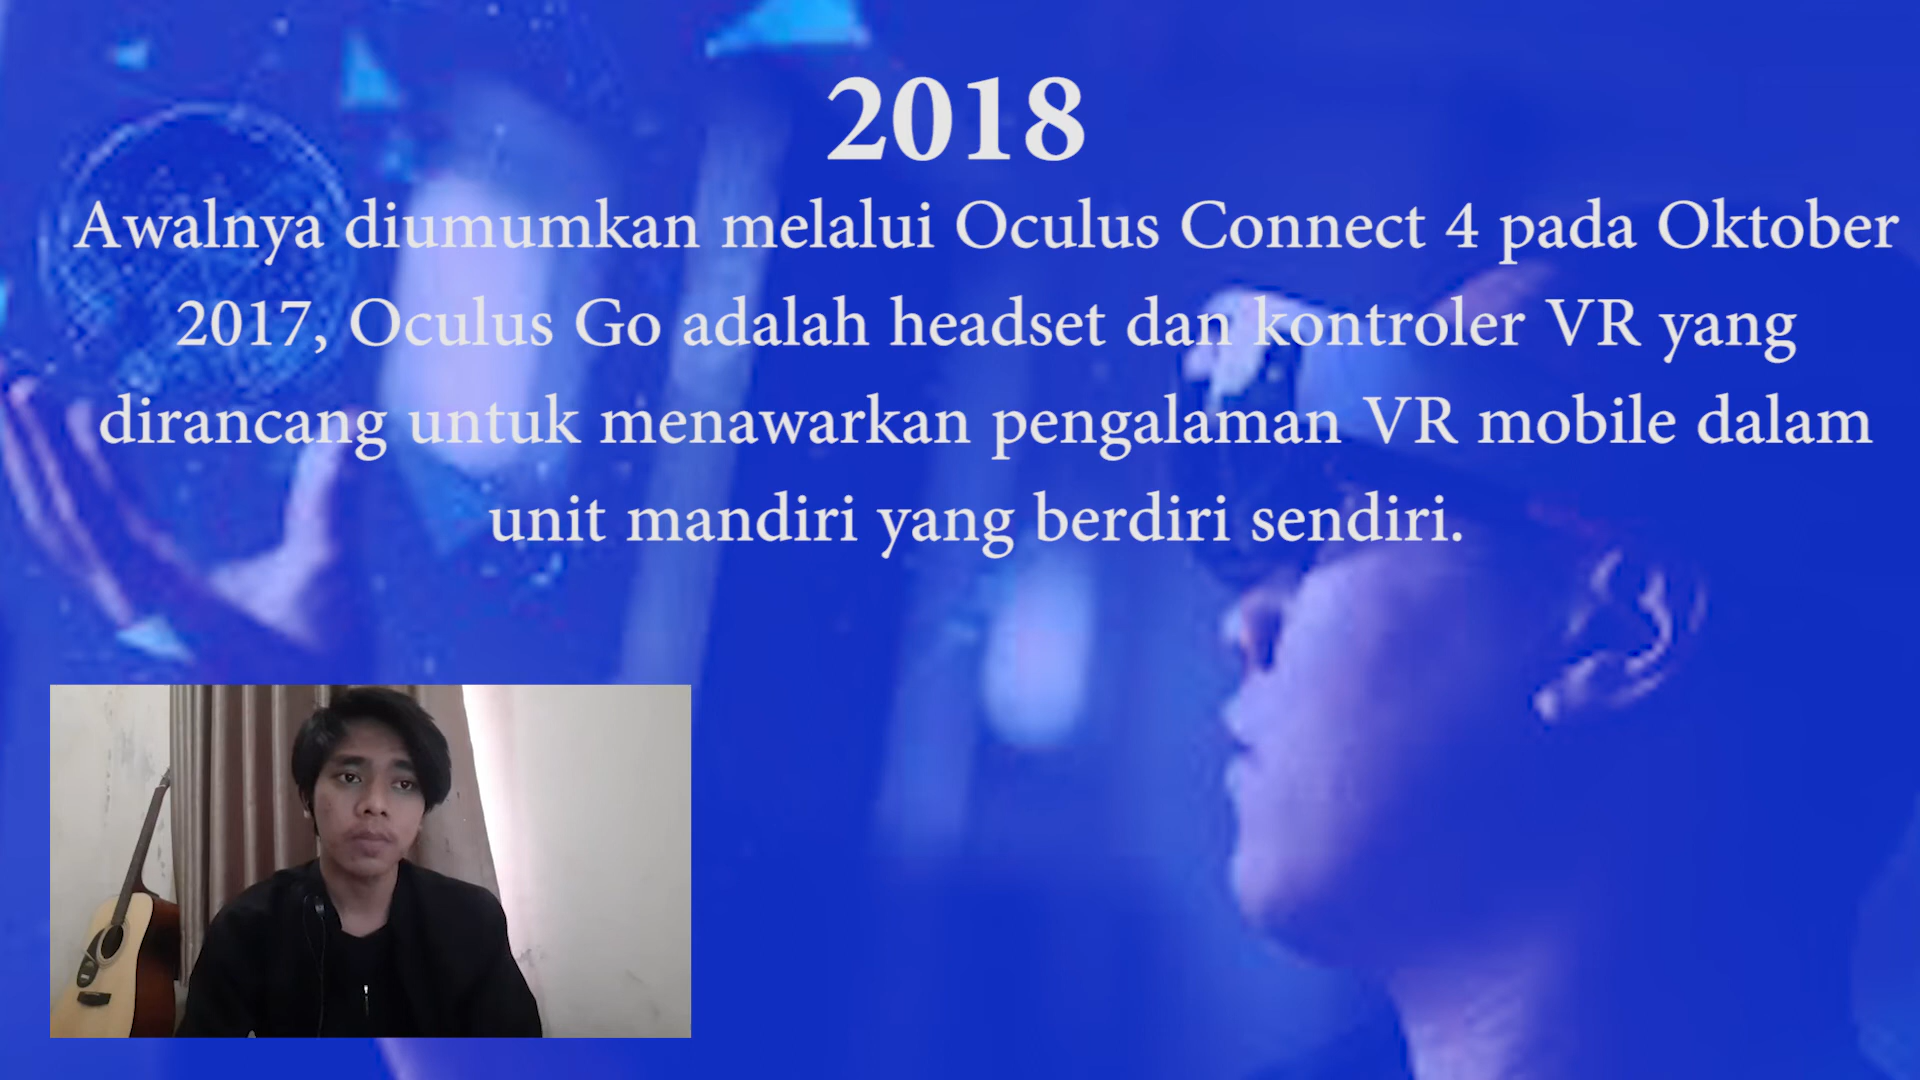 2018
Awalnya diumumkan melalui Oculus Connect 4 pada Oktober
2017, Oculus Go adalah headset dan kontroler VR yang
dirancang untuk menawarkan pengalaman VR mobile dalam
unit mandiri yang berdiri sendiri.